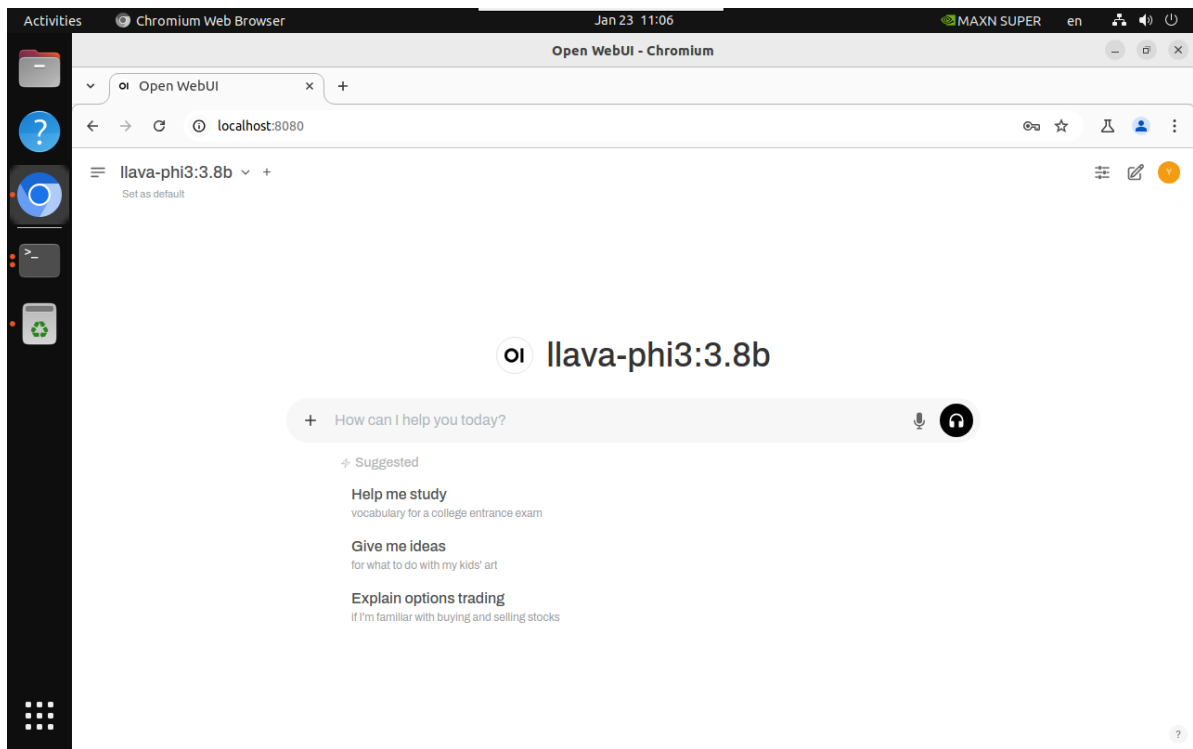 Activities Chromium Web Browser Jan 23 11:06 MAXN SUPER en
Open WebUI - Chromium
OI Open WebUI
localhost:8080
llava-phi3:3.8b
Set as default
Y
OI llava-phi3:3.8b
How can I help you today?
Suggested
Help me study
vocabulary for a college entrance exam
Give me ideas
for what to do with my kids' art
Explain options trading
if I'm familiar with buying and selling stocks
?